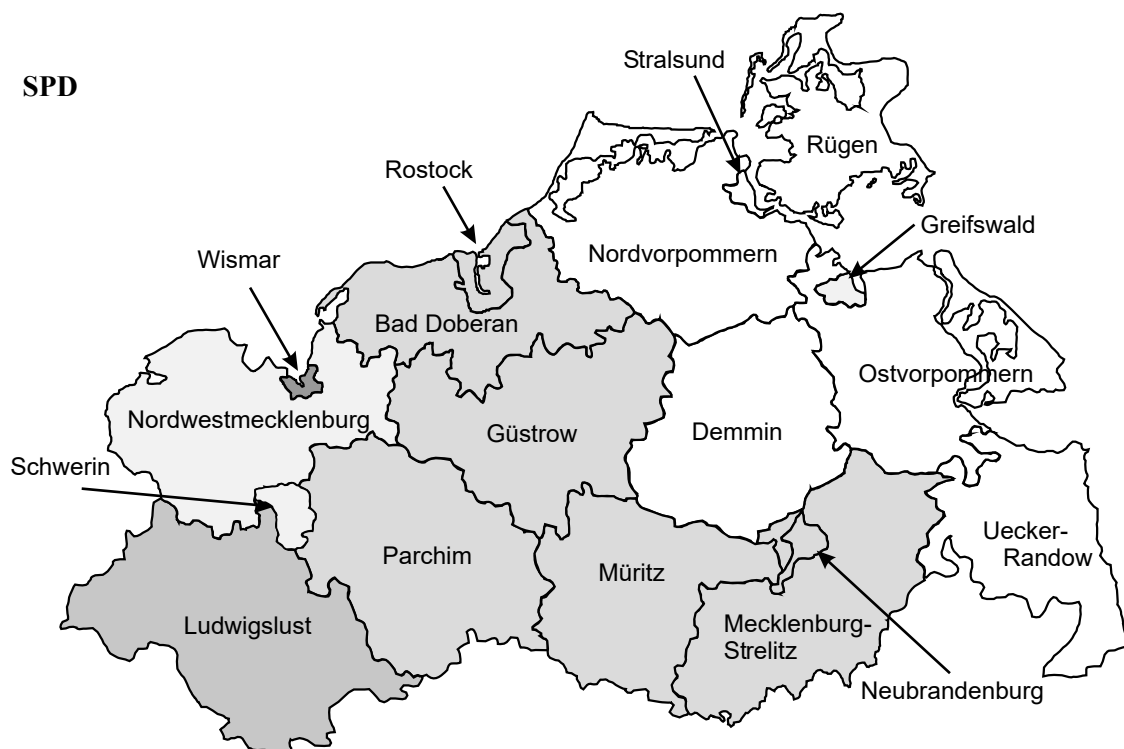 SPD
Stralsund
Rügen
Rostock
Greifswald
Nordvorpommern
Wismar
Bad Doberan
Ostvorpommern
Nordwestmecklenburg
Güstrow
Demmin
Schwerin
Uecker-
Randow
Parchim
Müritz
Ludwigslust
Mecklenburg-
Strelitz
Neubrandenburg